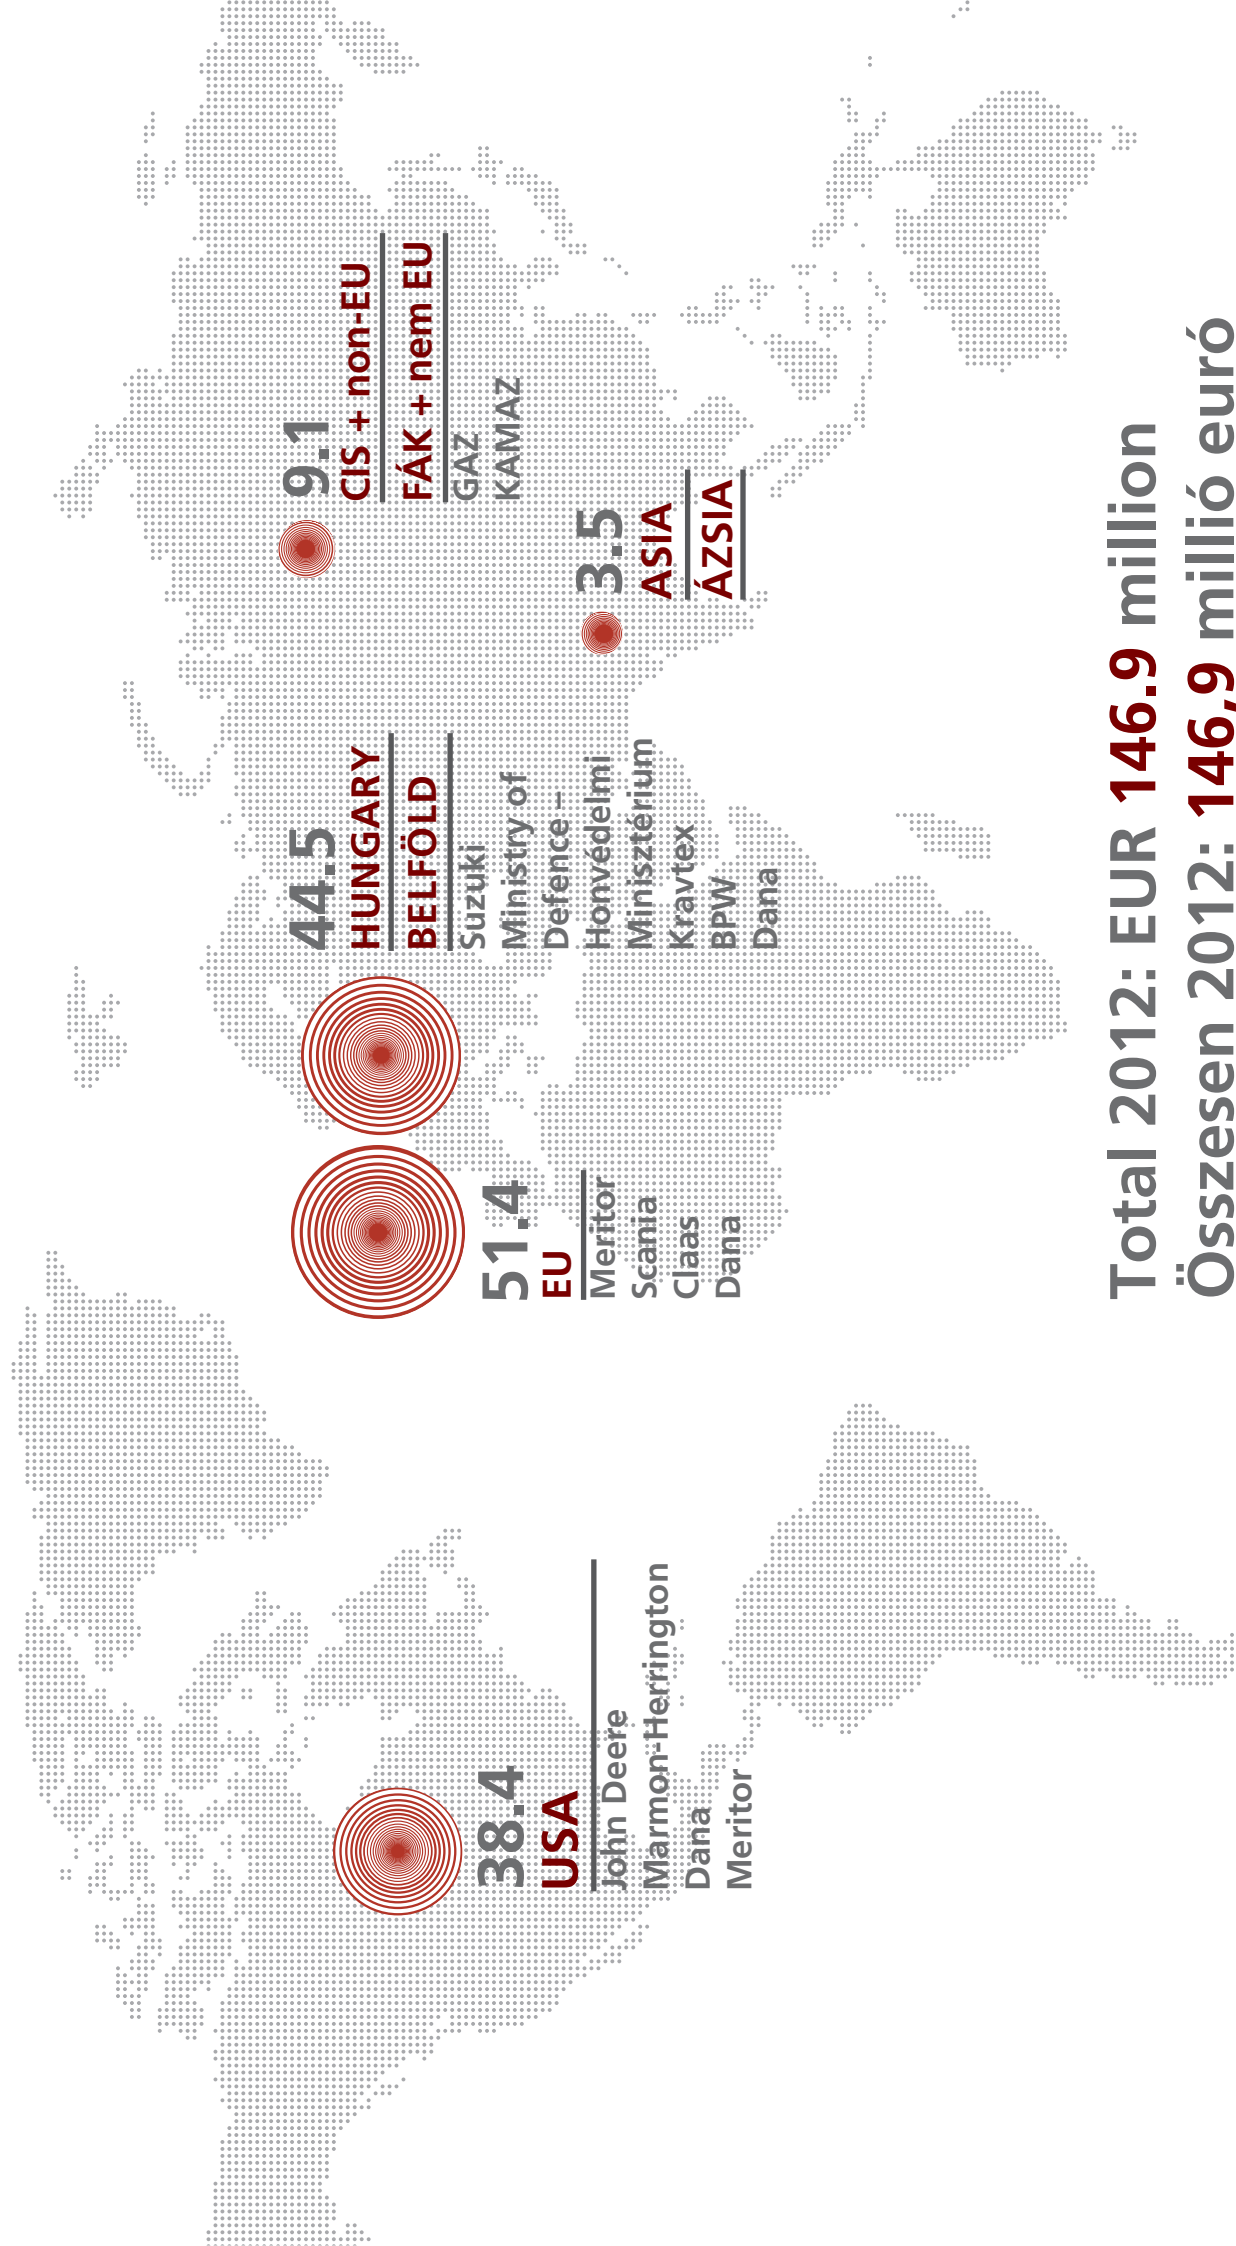 38.4
USA
John Deere
Marmon-Herrington
Dana
Meritor
51.4
EU
Meritor
Scania
Claas
Dana
44.5
HUNGARY
BELFÖLD
Suzuki
Ministry of
Defence –
Honvédelmi
Minisztérium
Kravtex
BPW
Dana
9.1
CIS + non-EU
FÁK + nem EU
GAZ
KAMAZ
3.5
ASIA
ÁZSIA
Total 2012: EUR 146.9 million
Összesen 2012: 146,9 millió euró